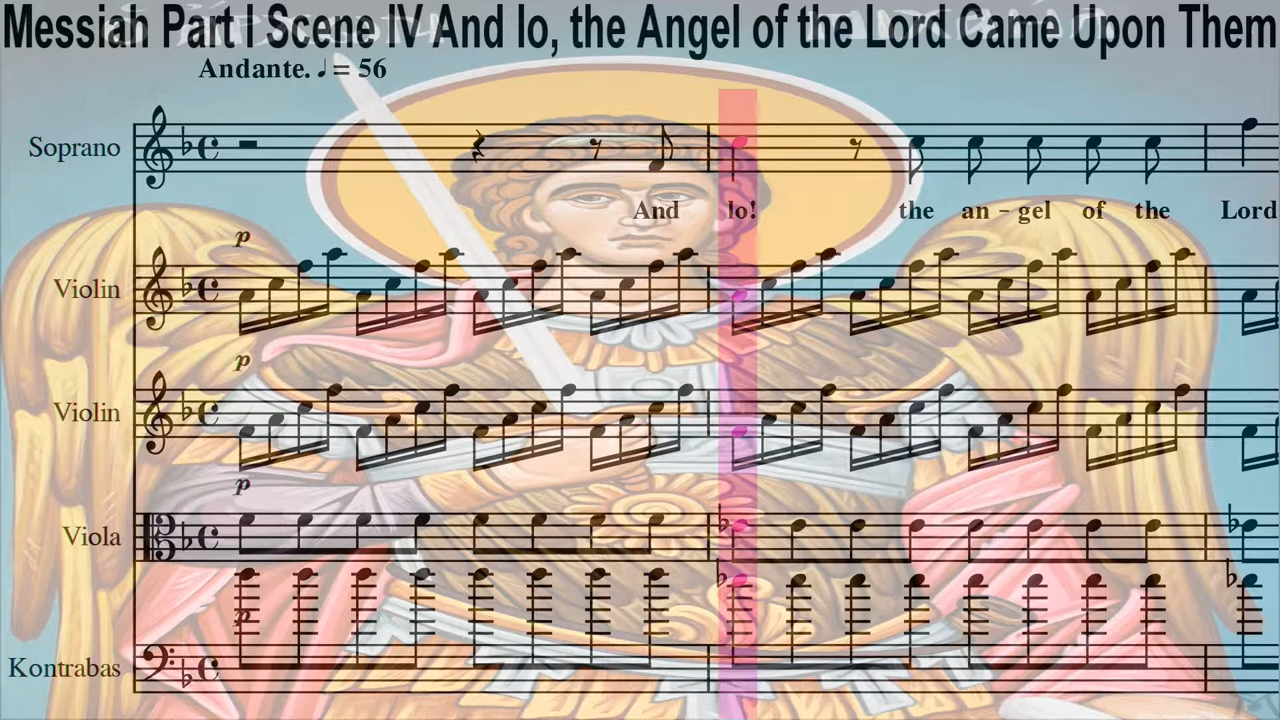 Messiah Part I Scene IV And lo, the Angel of the Lord Came Upon Them
Andante. ♩= 56
Soprano
And lo! the an - gel of the Lord
p
Violin
p
Violin
p
Viola
p
Kontrabas